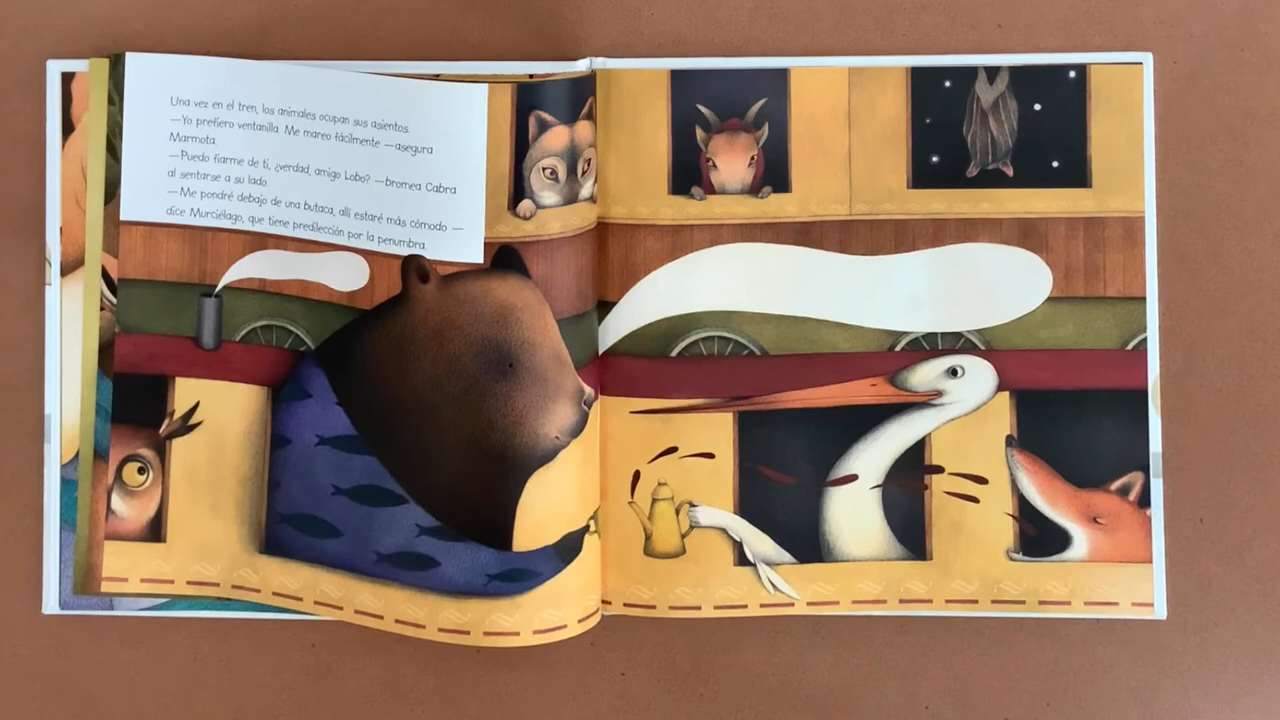 Una vez en el tren, los animales ocupan sus asientos.
—Yo prefiero ventanilla. Me mareo fácilmente —asegura
Marmota.
—Puedo fiarme de ti, ¿verdad, amigo Lobo? —bromea Cabra
al sentarse a su lado.
—Me pondré debajo de una butaca, allí estaré más cómodo —
dice Murciélago, que tiene predilección por la penumbra.